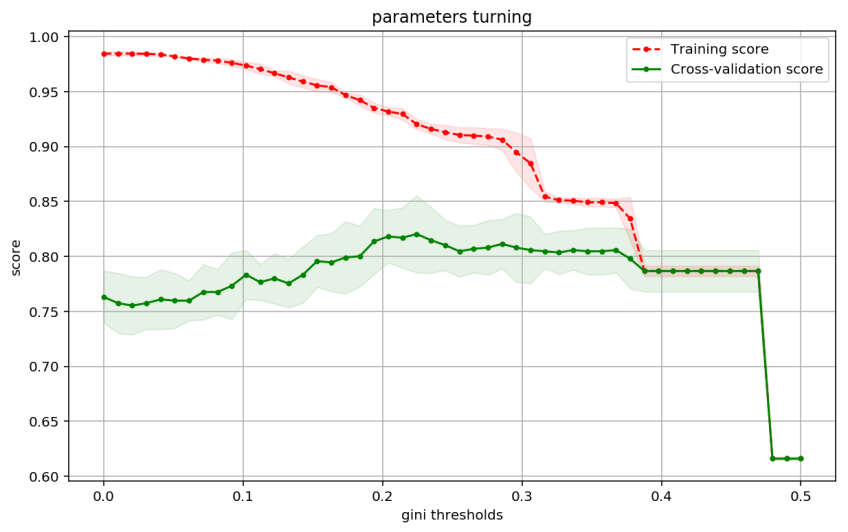 parameters turning
1.00
0.95
0.90
0.85
0.80
0.75
0.70
0.65
0.60
score
Training score
Cross-validation score
0.0 0.1 0.2 0.3 0.4 0.5
gini thresholds